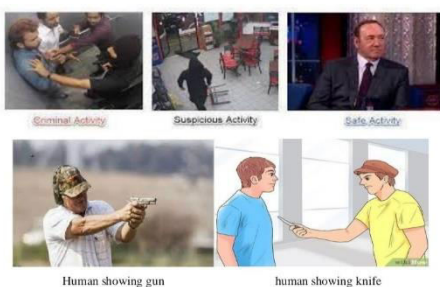 Criminal Activity
Suspicious Activity
Safe Activity
Human showing gun
human showing knife